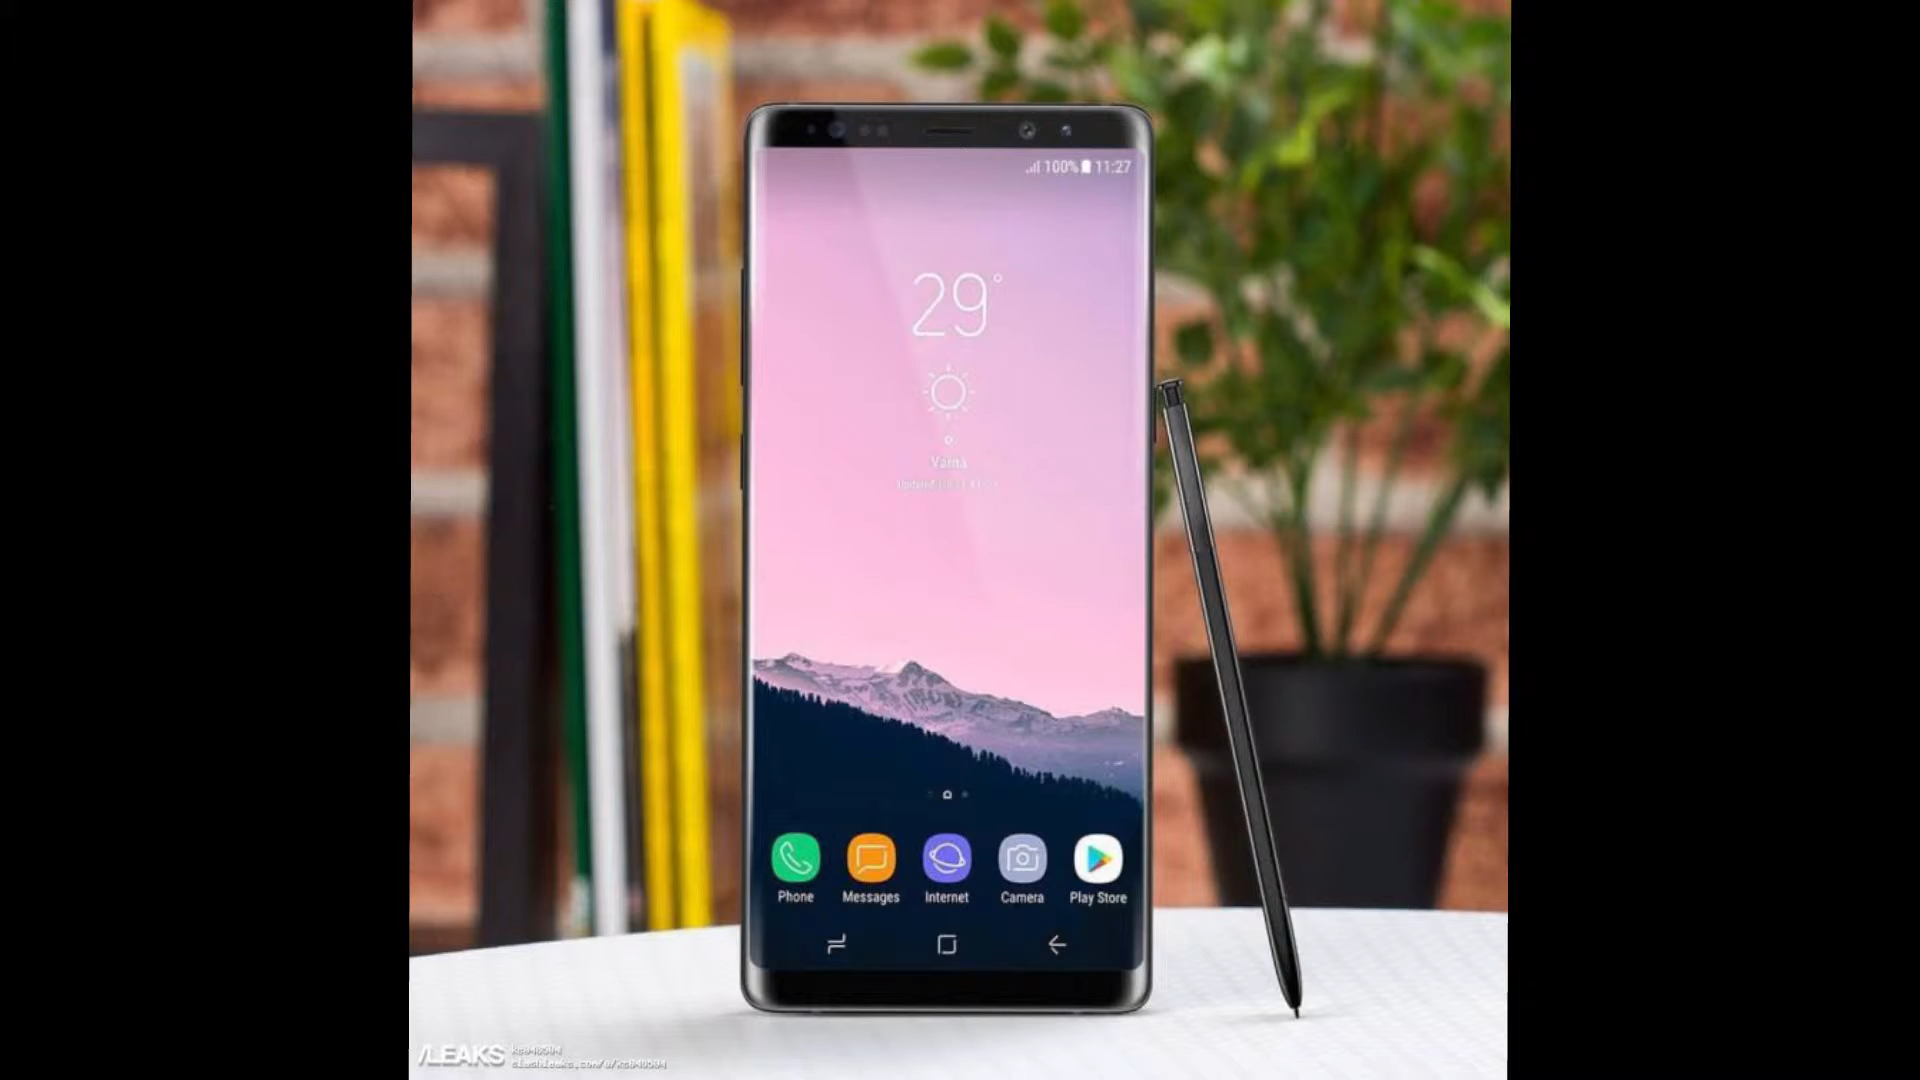 100% 11:27
29°
Varna
Phone Messages Internet Camera Play Store
/LEAKS